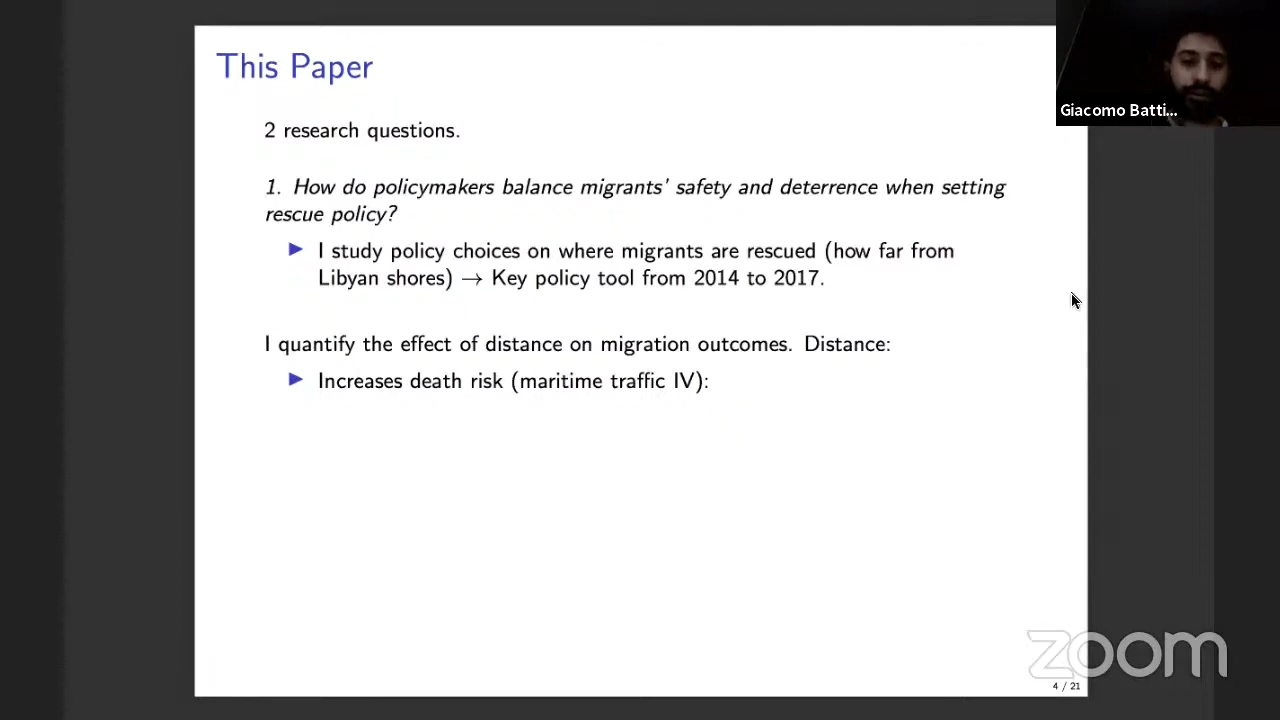 This Paper
Giacomo Batti...
2 research questions.
1. How do policymakers balance migrants' safety and deterrence when setting
rescue policy?
I study policy choices on where migrants are rescued (how far from
Libyan shores) → Key policy tool from 2014 to 2017.
I quantify the effect of distance on migration outcomes. Distance:
Increases death risk (maritime traffic IV):
zoom
4 / 21